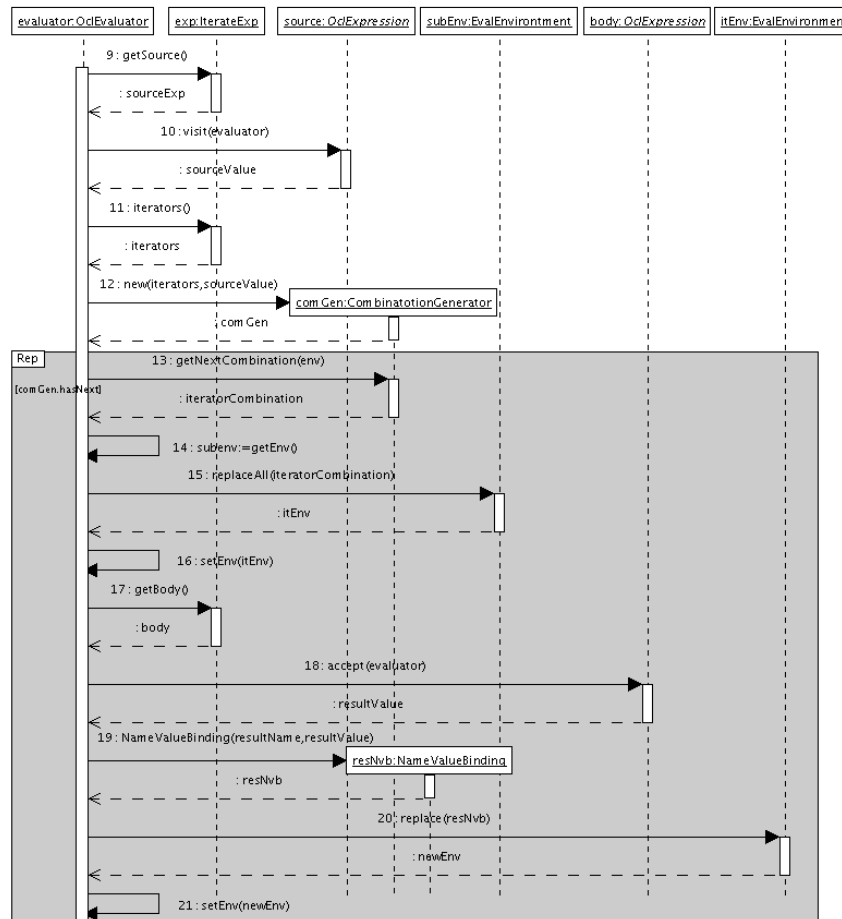 evaluator:OclEvaluator exp:IterateExp source:OclExpression subEnv:EvalEnvirontment body:OclExpression itEnv:EvalEnvironment
9 : getSource()
: sourceExp
10 : visit(evaluator)
: sourceValue
11 : iterators()
: iterators
12 : new(iterators,sourceValue)
comGen:CombinatotionGenerator
: comGen
Rep
13 : getNextCombination(env)
[comGen.hasNext]
: iteratorCombination
14 : subenv:=getEnv()
15 : replaceAll(iteratorCombination)
: itEnv
16 : setEnv(itEnv)
17 : getBody()
: body
18 : accept(evaluator)
: resultValue
19 : NameValueBinding(resultName,resultValue)
resNvb:NameValueBinding
: resNvb
20 : replace(resNvb)
: newEnv
21 : setEnv(newEnv)